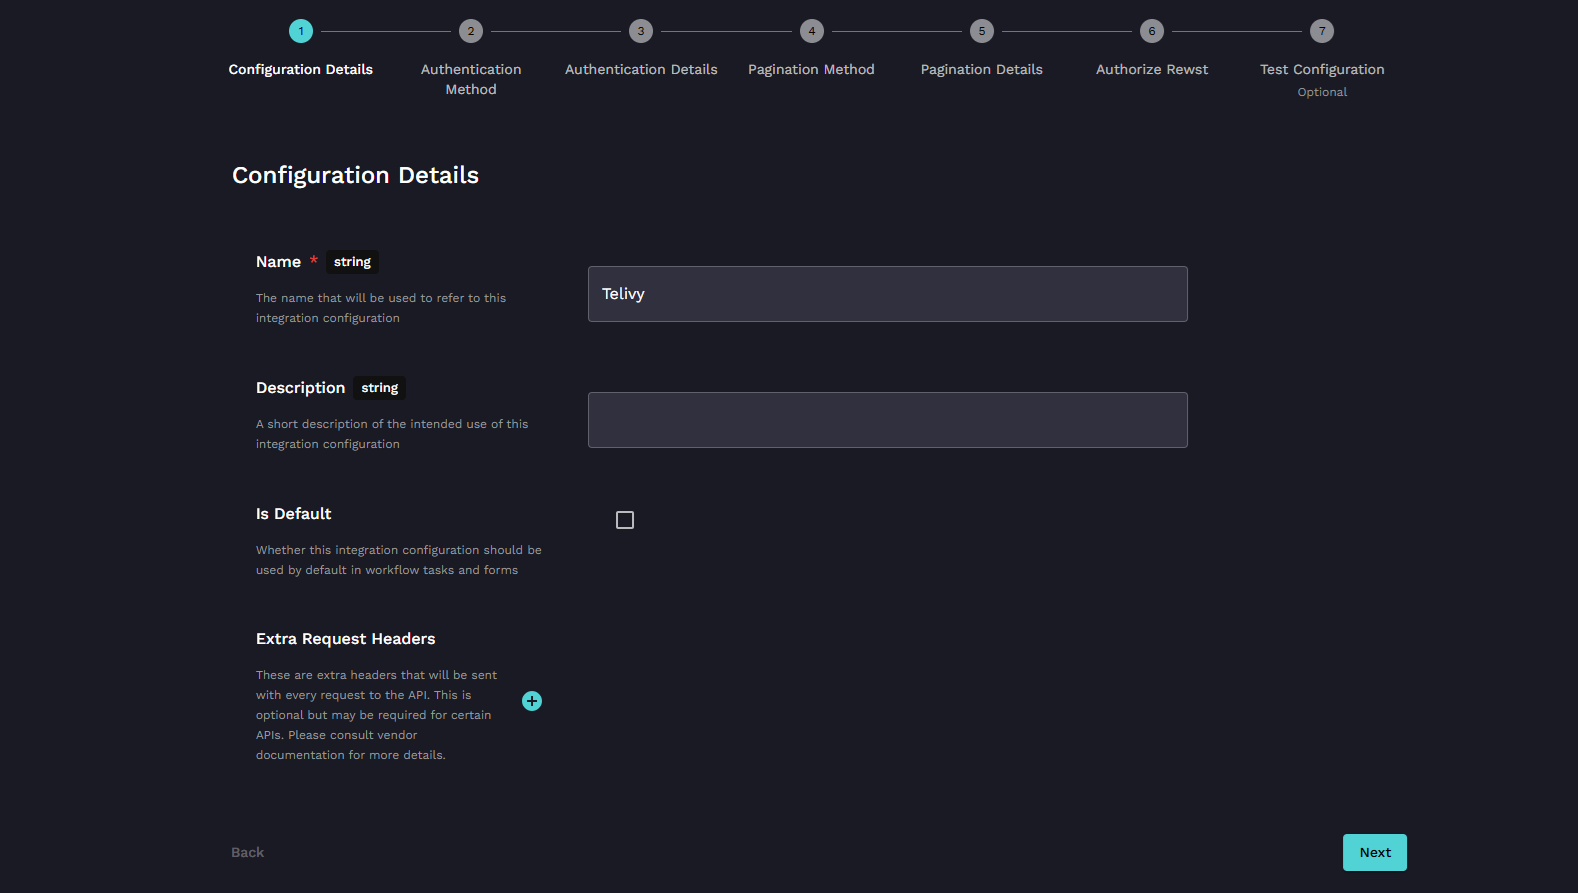 1 2 3 4 5 6 7
Configuration Details Authentication Authentication Details Pagination Method Pagination Details Authorize Rewst Test Configuration
Method Optional
Configuration Details
Name * string
The name that will be used to refer to this
integration configuration
Telivy
Description string
A short description of the intended use of this
integration configuration
Is Default
Whether this integration configuration should be
used by default in workflow tasks and forms
Extra Request Headers
These are extra headers that will be sent
with every request to the API. This is
optional but may be required for certain
APIs. Please consult vendor
documentation for more details.
Back Next